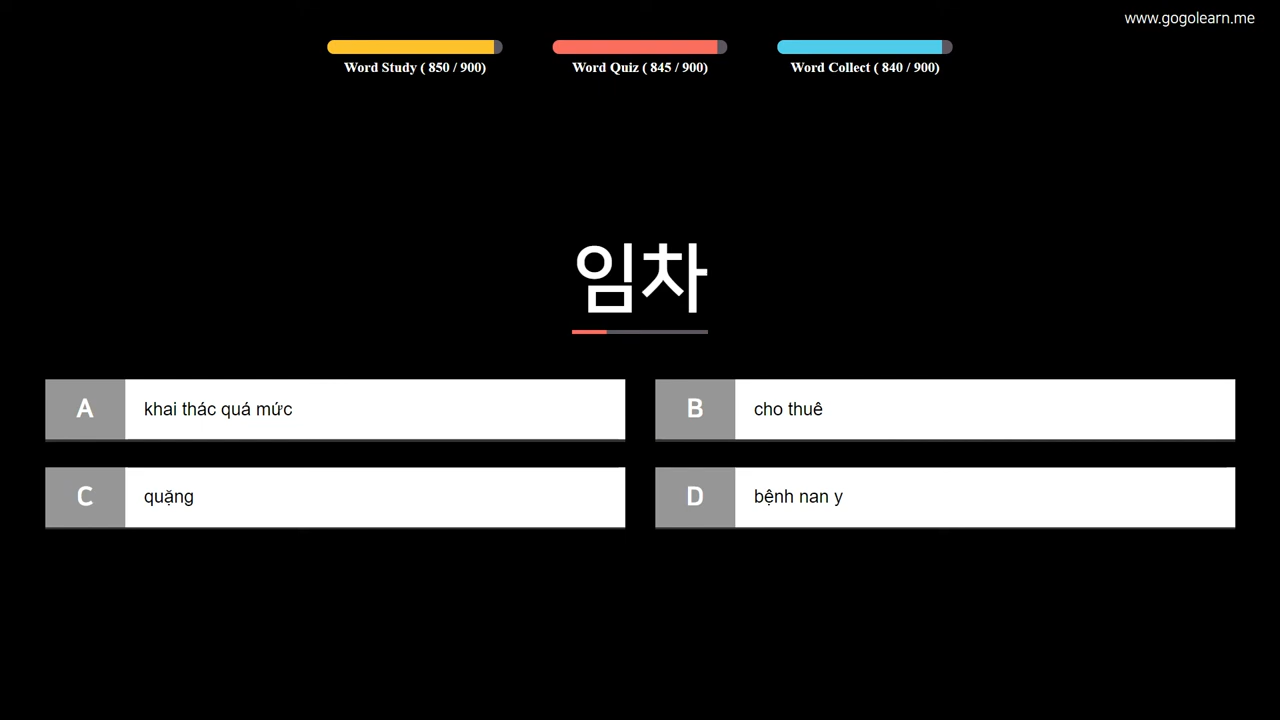 www.gogolearn.me
Word Study ( 850 / 900)
Word Quiz ( 845 / 900)
Word Collect ( 840 / 900)
임차
A khai thác quá mức
B cho thuê
C quặng
D bệnh nan y